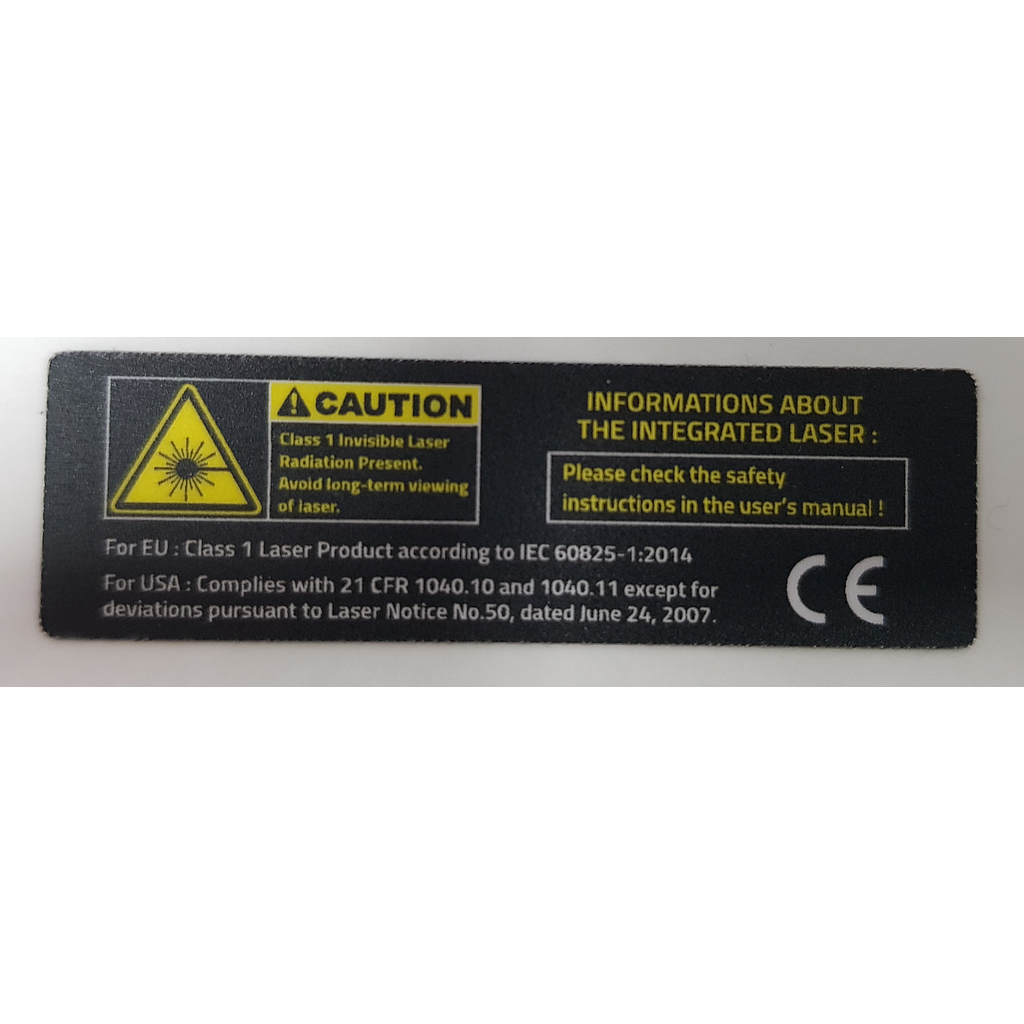 CAUTION
Class 1 Invisible Laser
Radiation Present.
Avoid long-term viewing
of laser.
INFORMATIONS ABOUT
THE INTEGRATED LASER :
Please check the safety
instructions in the user's manual !
For EU : Class 1 Laser Product according to IEC 60825-1:2014
For USA : Complies with 21 CFR 1040.10 and 1040.11 except for
deviations pursuant to Laser Notice No.50, dated June 24, 2007.
CE